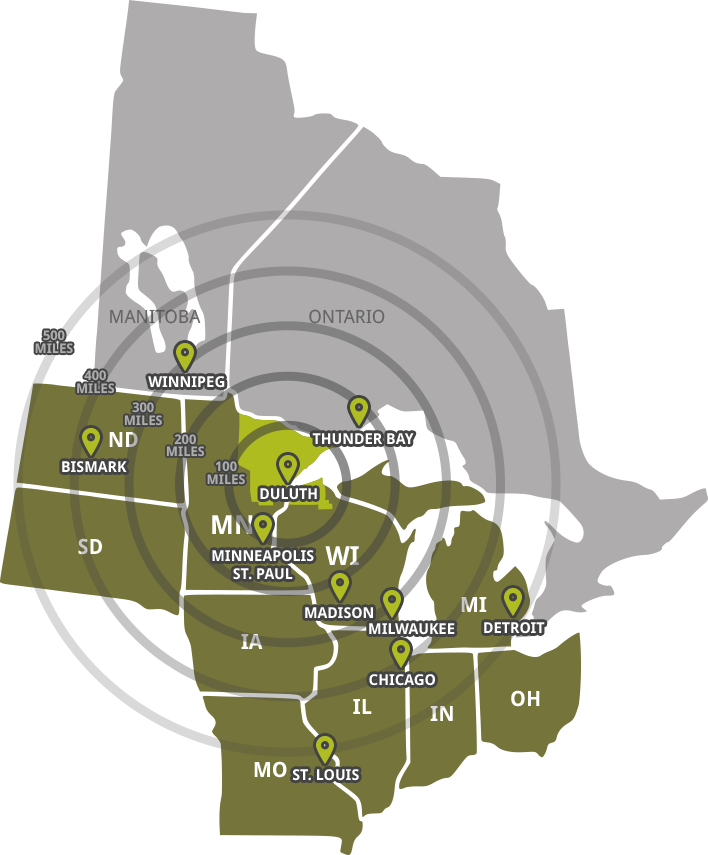 MANITOBA
ONTARIO
500
MILES
400
MILES
WINNIPEG
300
MILES
ND
200
MILES
THUNDER BAY
BISMARK
100
MILES
DULUTH
MN
SD
MINNEAPOLIS
ST. PAUL
WI
MADISON
MILWAUKEE
MI
DETROIT
IA
CHICAGO
IL
IN
OH
MO
ST. LOUIS